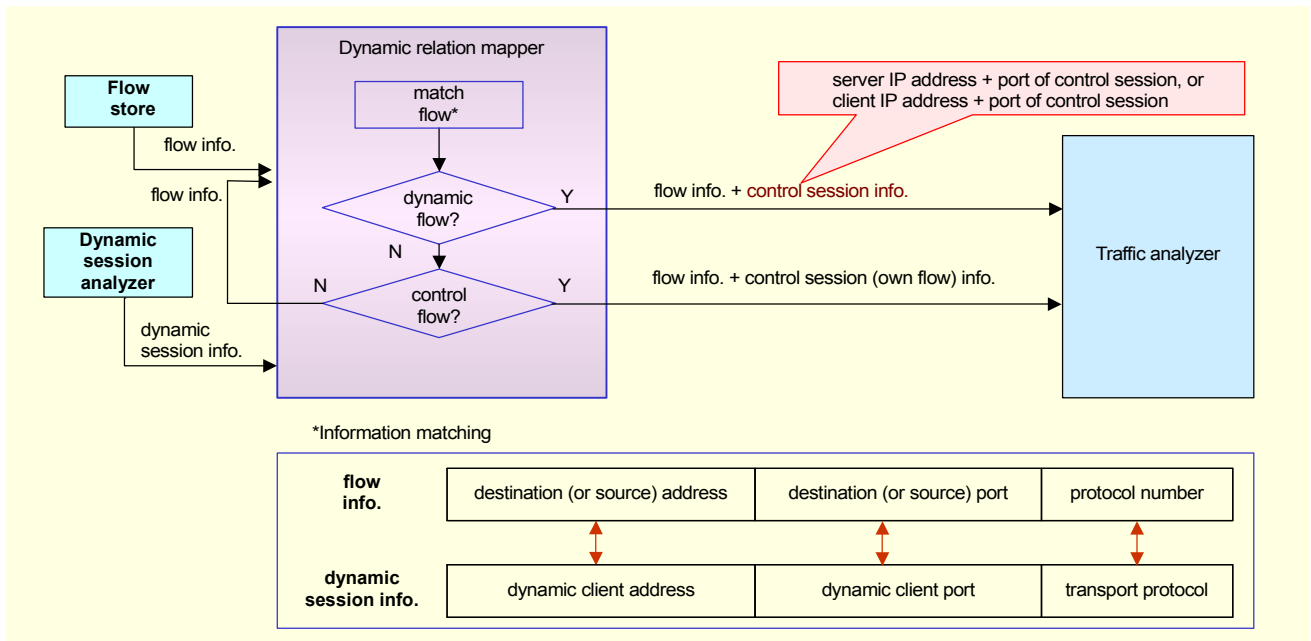 Dynamic relation mapper
Flow
store
match
flow*
server IP address + port of control session, or
client IP address + port of control session
flow info.
flow info.
dynamic
flow?
Y
flow info. + control session info.
N
Dynamic
session
analyzer
Traffic analyzer
N
control
flow?
Y
flow info. + control session (own flow) info.
dynamic
session info.
*Information matching
flow
info.
destination (or source) address
destination (or source) port
protocol number
dynamic
session info.
dynamic client address
dynamic client port
transport protocol